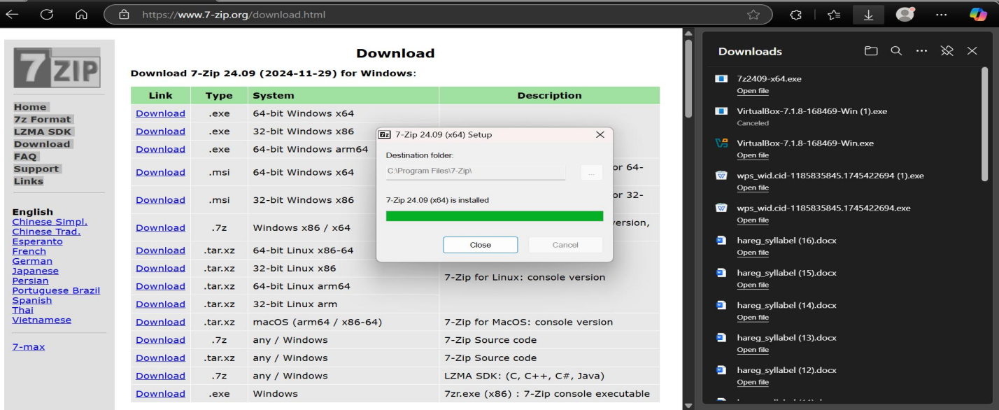 https://www.7-zip.org/download.html
7 ZIP
Home
7z Format
LZMA SDK
Download
FAQ
Support
Links
English
Chinese Simpl.
Chinese Trad.
Esperanto
French
German
Japanese
Persian
Portuguese Brazil
Spanish
Thai
Vietnamese
7-max
Download
Download 7-Zip 24.09 (2024-11-29) for Windows:
Link Type System Description
Download .exe 64-bit Windows x64
Download .exe 32-bit Windows x86
Download .exe 64-bit Windows arm64
Download .msi 64-bit Windows x64 or 64-
Download .msi 32-bit Windows x86 or 32-
Download .7z Windows x86 / x64 version,
Download .tar.xz 64-bit Linux x86-64
Download .tar.xz 32-bit Linux x86
7-Zip for Linux: console version
Download .tar.xz 64-bit Linux arm64
Download .tar.xz 32-bit Linux arm
Download .tar.xz macOS (arm64 / x86-64) 7-Zip for MacOS: console version
Download .7z any / Windows 7-Zip Source code
Download .tar.xz any / Windows 7-Zip Source code
Download .7z any / Windows LZMA SDK: (C, C++, C#, Java)
Download .exe Windows 7zr.exe (x86) : 7-Zip console executable
7z 7-Zip 24.09 (x64) Setup
Destination folder:
C:\Program Files\7-Zip\
...
7-Zip 24.09 (x64) is installed
Close Cancel
Downloads
7z2409-x64.exe
Open file
VirtualBox-7.1.8-168469-Win (1).exe
Canceled
VirtualBox-7.1.8-168469-Win.exe
Open file
wps_wid.cid-1185835845.1745422694 (1).exe
Open file
wps_wid.cid-1185835845.1745422694.exe
Open file
hareg_syllabel (16).docx
Open file
hareg_syllabel (15).docx
Open file
hareg_syllabel (14).docx
Open file
hareg_syllabel (13).docx
Open file
hareg_syllabel (12).docx
Open file